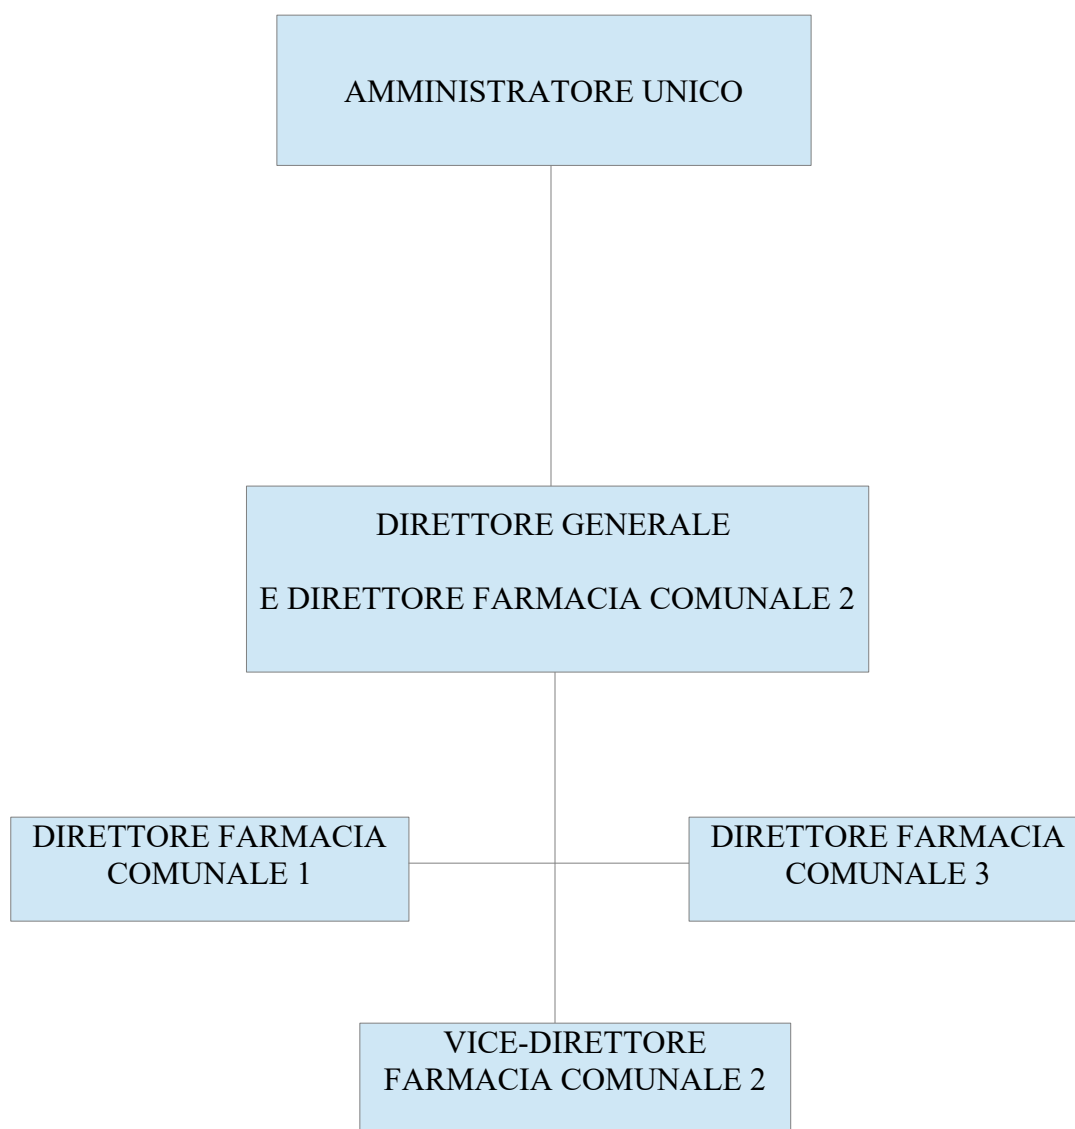 AMMINISTRATORE UNICO
DIRETTORE GENERALE
E DIRETTORE FARMACIA COMUNALE 2
DIRETTORE FARMACIA
COMUNALE 1
DIRETTORE FARMACIA
COMUNALE 3
VICE-DIRETTORE
FARMACIA COMUNALE 2